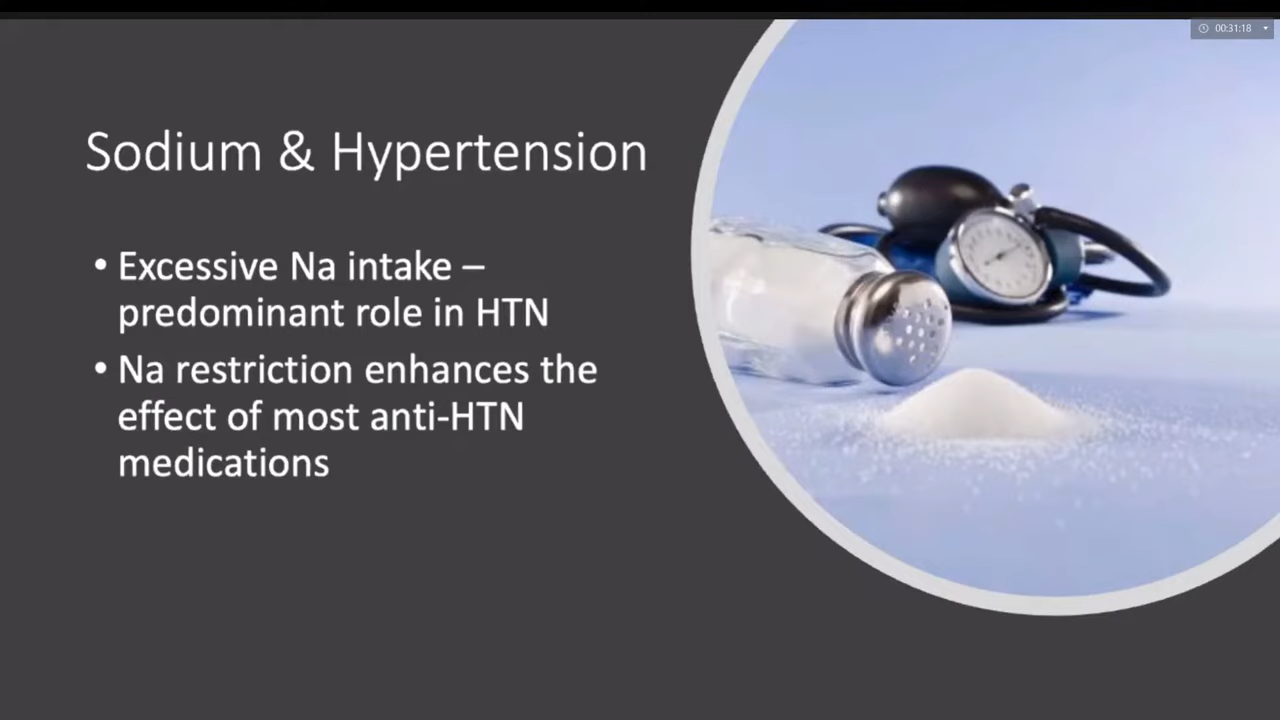 00:31:18
Sodium & Hypertension
• Excessive Na intake –
predominant role in HTN
• Na restriction enhances the
effect of most anti-HTN
medications